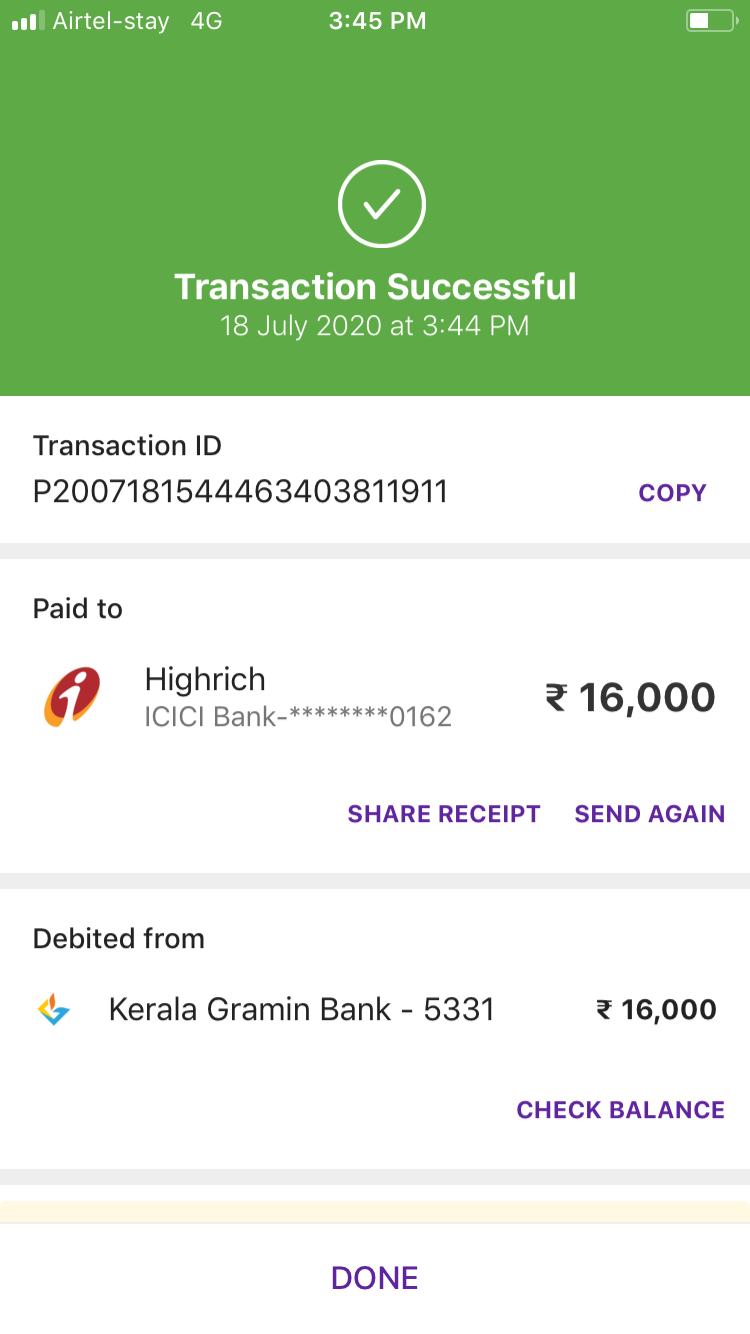 Airtel-stay 4G 3:45 PM
Transaction Successful
18 July 2020 at 3:44 PM
Transaction ID
P2007181544463403811911
COPY
Paid to
Highrich
ICICI Bank-********0162
₹ 16,000
SHARE RECEIPT SEND AGAIN
Debited from
Kerala Gramin Bank - 5331 ₹ 16,000
CHECK BALANCE
DONE